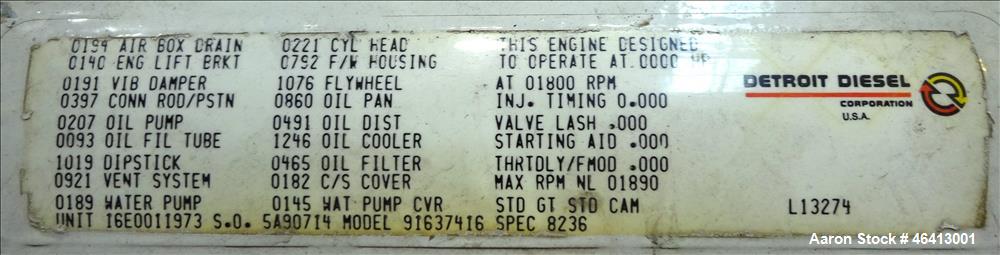 0194 AIR BOX DRAIN 0221 CYL HEAD THIS ENGINE DESIGNED
0140 ENG LIFT BRKT 0792 F/W HOUSING TO OPERATE AT 0000 HP
0191 VIB DAMPER 1076 FLYWHEEL AT 01800 RPM
0397 CONN ROD/PSTN 0860 OIL PAN INJ. TIMING 0.000
0207 OIL PUMP 0491 OIL DIST VALVE LASH .000
0093 OIL FIL TUBE 1246 OIL COOLER STARTING AID .000
1019 DIPSTICK 0465 OIL FILTER THRTDLY/FMOD .000
0921 VENT SYSTEM 0182 C/S COVER MAX RPM NL 01890
0189 WATER PUMP 0145 WAT PUMP CVR STD GT STD CAM
UNIT 16E0011973 S.O. 5A90714 MODEL 91637416 SPEC 8236
DETROIT DIESEL
CORPORATION
U.S.A.
L13274
Aaron Stock # 46413001